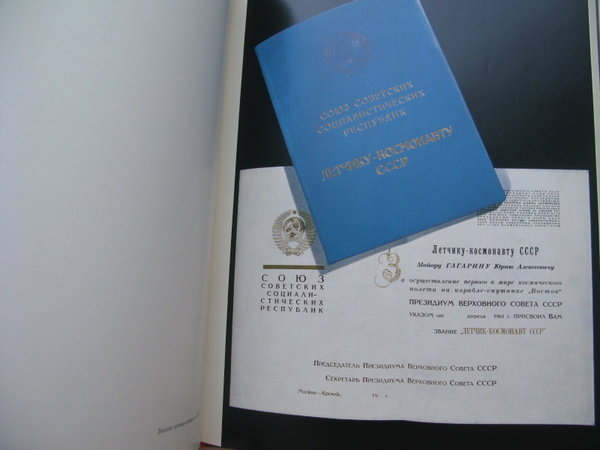 СОЮЗ СОВЕТСКИХ
СОЦИАЛИСТИЧЕСКИХ
РЕСПУБЛИК
ЛЕТЧИКУ-КОСМОНАВТУ
СССР
СОЮЗ
СОВЕТСКИХ
СОЦИАЛИ-
СТИЧЕСКИХ
РЕСПУБЛИК
З
Летчику-космонавту СССР
Майору ГАГАРИНУ Юрию Алексеевичу
а осуществление первого в мире космического
полета на корабле-спутнике „Восток“
ПРЕЗИДИУМ ВЕРХОВНОГО СОВЕТА СССР
УКАЗОМ апреля 1961 г. ПРИСВОИЛ ВАМ
ЗВАНИЕ „ЛЕТЧИК-КОСМОНАВТ СССР“
Председатель Президиума Верховного Совета СССР
Секретарь Президиума Верховного Совета СССР
Москва—Кремль г.